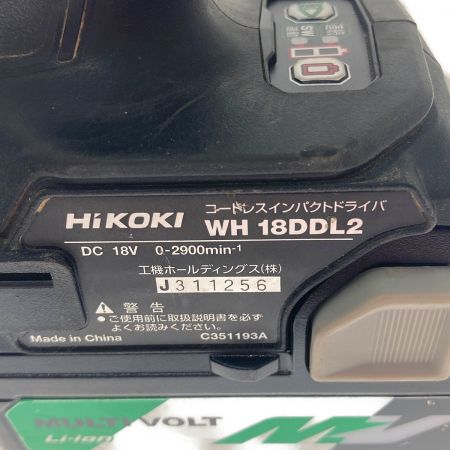 HiKOKI コードレスインパクトドライバ
WH 18DDL2
DC 18V 0-2900min-1
工機ホールディングス(株)
J311256
警告
●ご使用前に取扱説明書を必ず
よくお読みください。
Made in China C351193A
MULTI VOLT
Li-ion